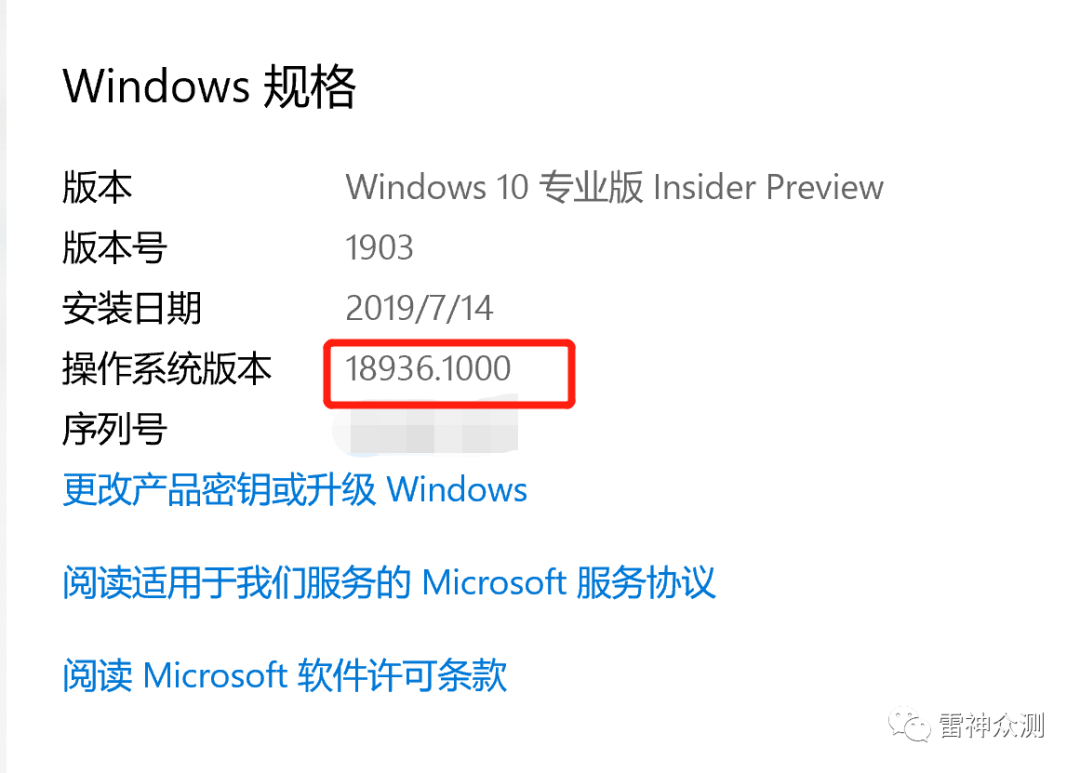 Windows 规格
版本 Windows 10 专业版 Insider Preview
版本号 1903
安装日期 2019/7/14
操作系统版本 18936.1000
序列号
更改产品密钥或升级 Windows
阅读适用于我们服务的 Microsoft 服务协议
阅读 Microsoft 软件许可条款
雷神众测